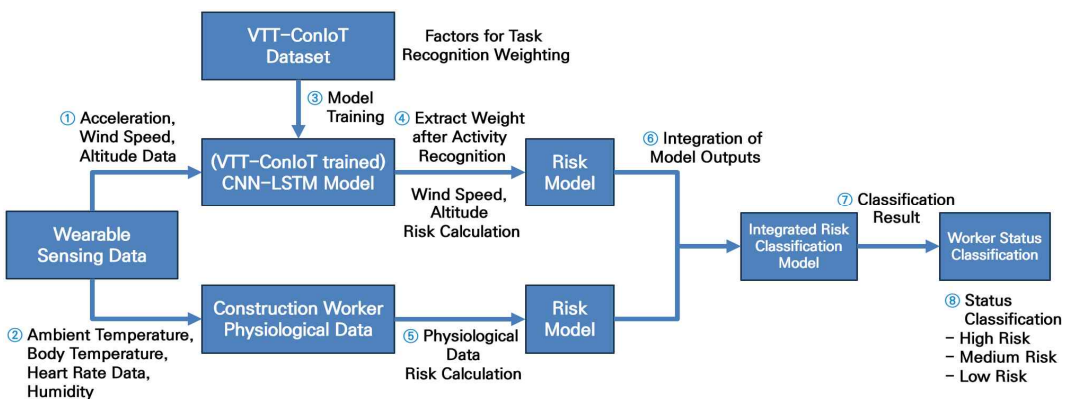 VTT-ConIoT
Dataset
Factors for Task
Recognition Weighting
① Acceleration,
Wind Speed,
Altitude Data
③ Model
Training
④ Extract Weight
after Activity
Recognition
⑥ Integration of
Model Outputs
(VTT-ConIoT trained)
CNN-LSTM Model
Risk
Model
Wind Speed,
Altitude
Risk Calculation
⑦ Classification
Result
Wearable
Sensing Data
Integrated Risk
Classification
Model
Worker Status
Classification
② Ambient Temperature,
Body Temperature,
Heart Rate Data,
Humidity
Construction Worker
Physiological Data
⑤ Physiological
Data
Risk Calculation
Risk
Model
⑧ Status
Classification
- High Risk
- Medium Risk
- Low Risk